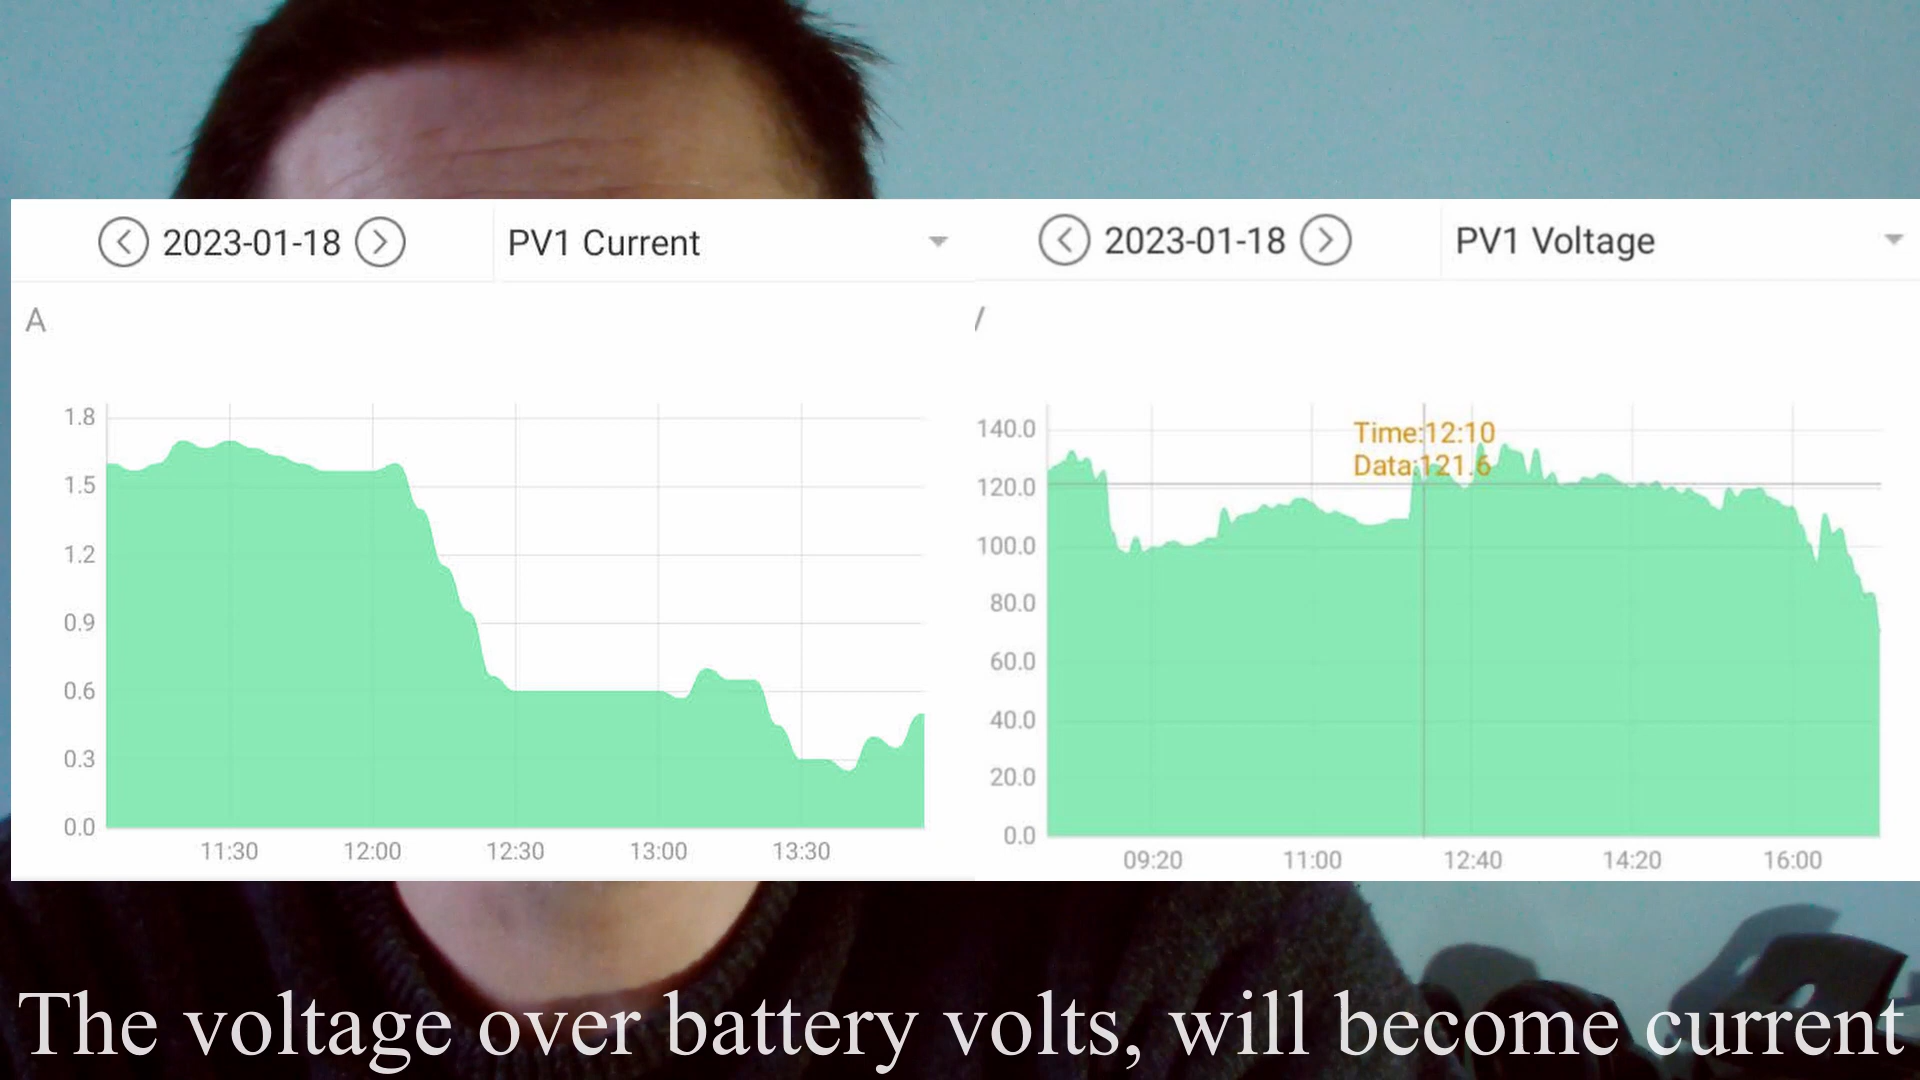 2023-01-18 PV1 Current
A
1.8
1.5
1.2
0.9
0.6
0.3
0.0
11:30 12:00 12:30 13:00 13:30
2023-01-18 PV1 Voltage
140.0
120.0
100.0
80.0
60.0
40.0
20.0
0.0
Time:12:10
Data:121.6
09:20 11:00 12:40 14:20 16:00
The voltage over battery volts, will become current